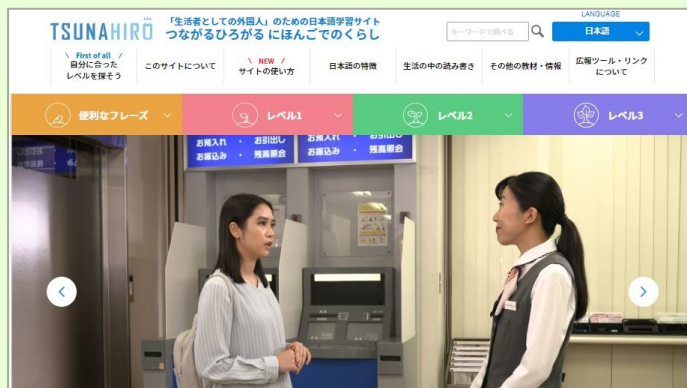 TSUNAHIRO
「生活者としての外国人」のための日本語学習サイト
つながるひろがる にほんごでのくらし
キーワードで調べる
LANGUAGE
日本語
\ First of all /
自分に合った
レベルを探そう
このサイトについて
\ NEW /
サイトの使い方
日本語の特徴
生活の中の読み書き
その他の教材・情報
広報ツール・リンク
について
便利なフレーズ
レベル1
レベル2
レベル3
お預入れ ・ お引出し
お振込み ・ 残高照会
お預入れ ・ お引出し
お振込み ・ 残高照会